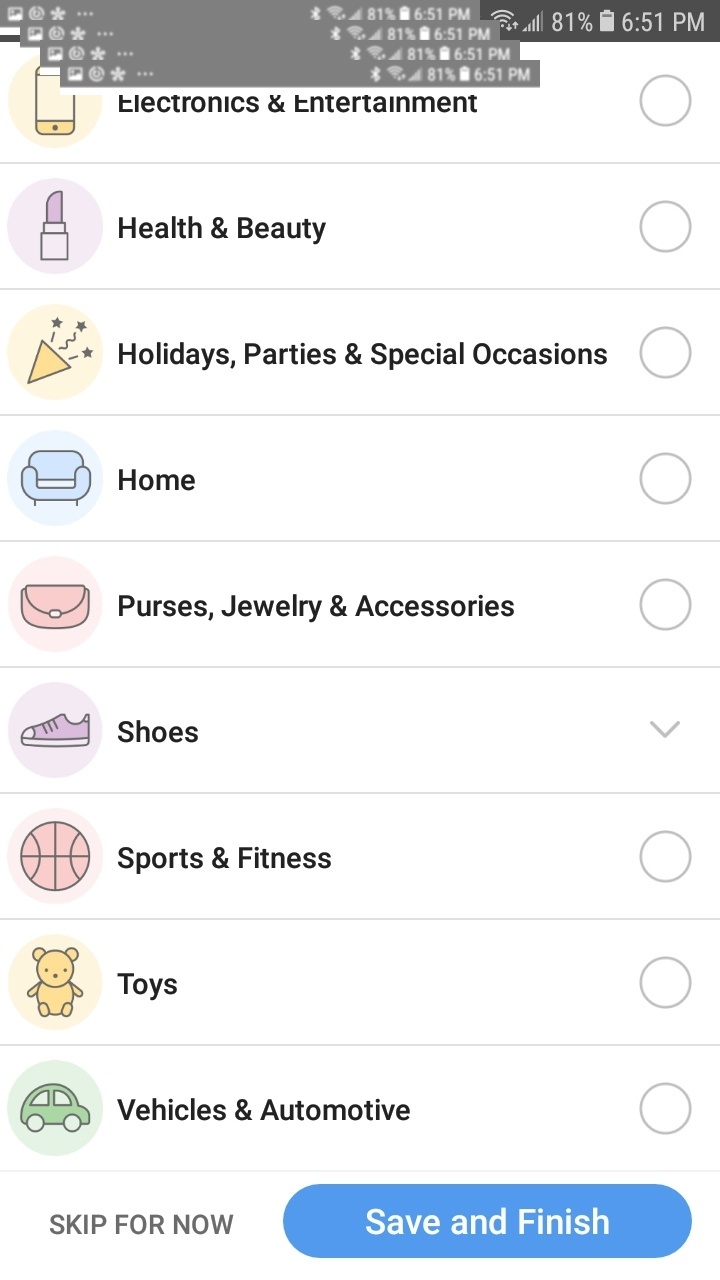 81% 6:51 PM
81% 6:51 PM
81% 6:51 PM
81% 6:51 PM
81% 6:51 PM
Electronics & Entertainment
Health & Beauty
Holidays, Parties & Special Occasions
Home
Purses, Jewelry & Accessories
Shoes
Sports & Fitness
Toys
Vehicles & Automotive
SKIP FOR NOW
Save and Finish